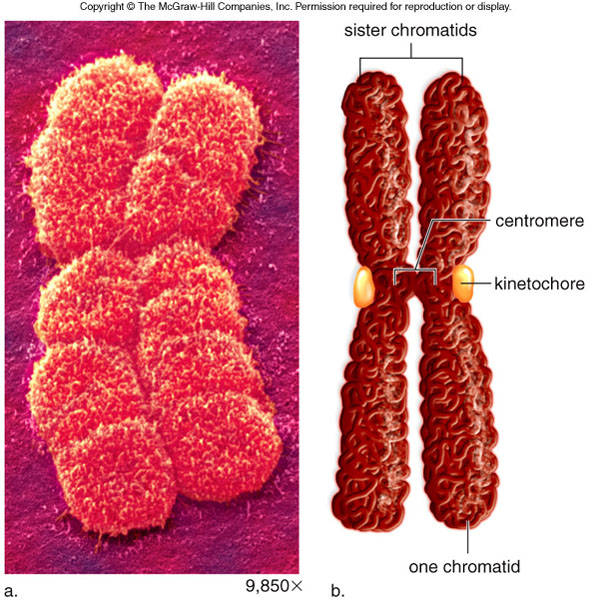 Copyright © The McGraw-Hill Companies, Inc. Permission required for reproduction or display.
sister chromatids
centromere
kinetochore
one chromatid
a.
9,850×
b.